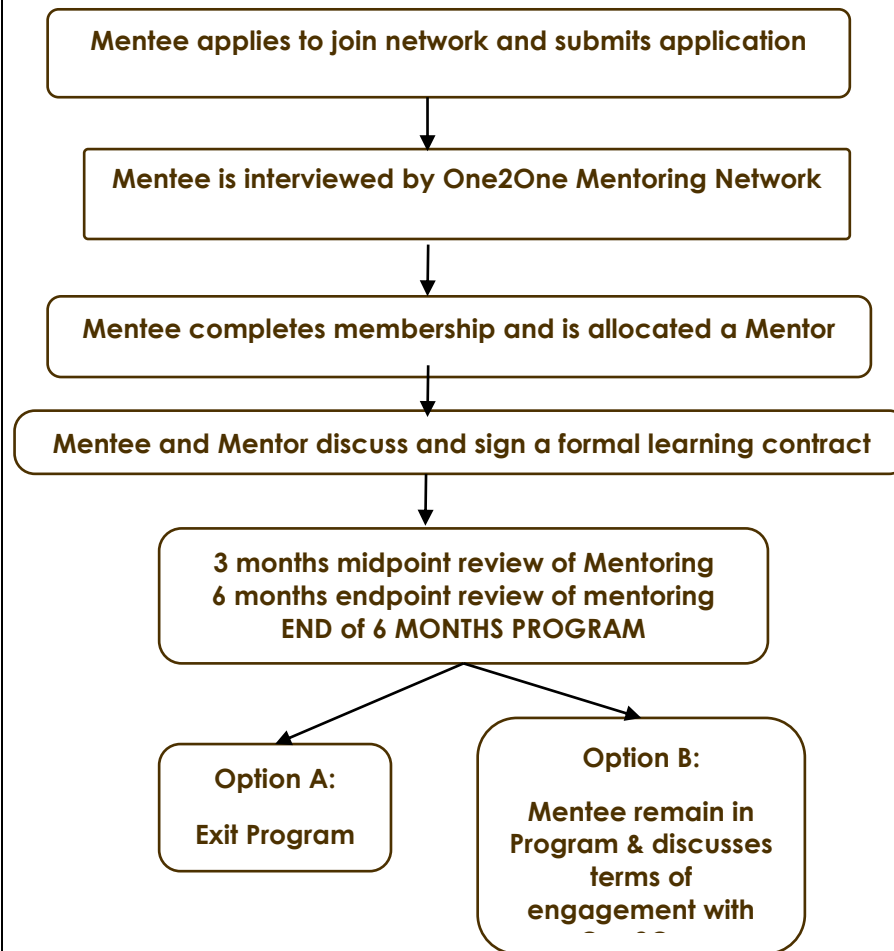 Mentee applies to join network and submits application
Mentee is interviewed by One2One Mentoring Network
Mentee completes membership and is allocated a Mentor
Mentee and Mentor discuss and sign a formal learning contract
3 months midpoint review of Mentoring
6 months endpoint review of mentoring
END of 6 MONTHS PROGRAM
Option A:
Exit Program
Option B:
Mentee remain in
Program & discusses
terms of
engagement with